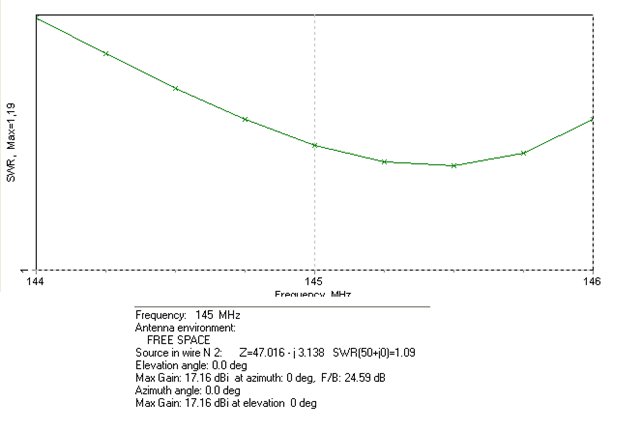 SWR, Max=1,19
1
144
145
146
Frequency MHz
Frequency: 145 MHz
Antenna environment:
FREE SPACE
Source in wire N 2: Z=47.016 - j 3.138 SWR(50+j0)=1.09
Elevation angle: 0.0 deg
Max Gain: 17.16 dBi at azimuth: 0 deg, F/B: 24.59 dB
Azimuth angle: 0.0 deg
Max Gain: 17.16 dBi at elevation 0 deg